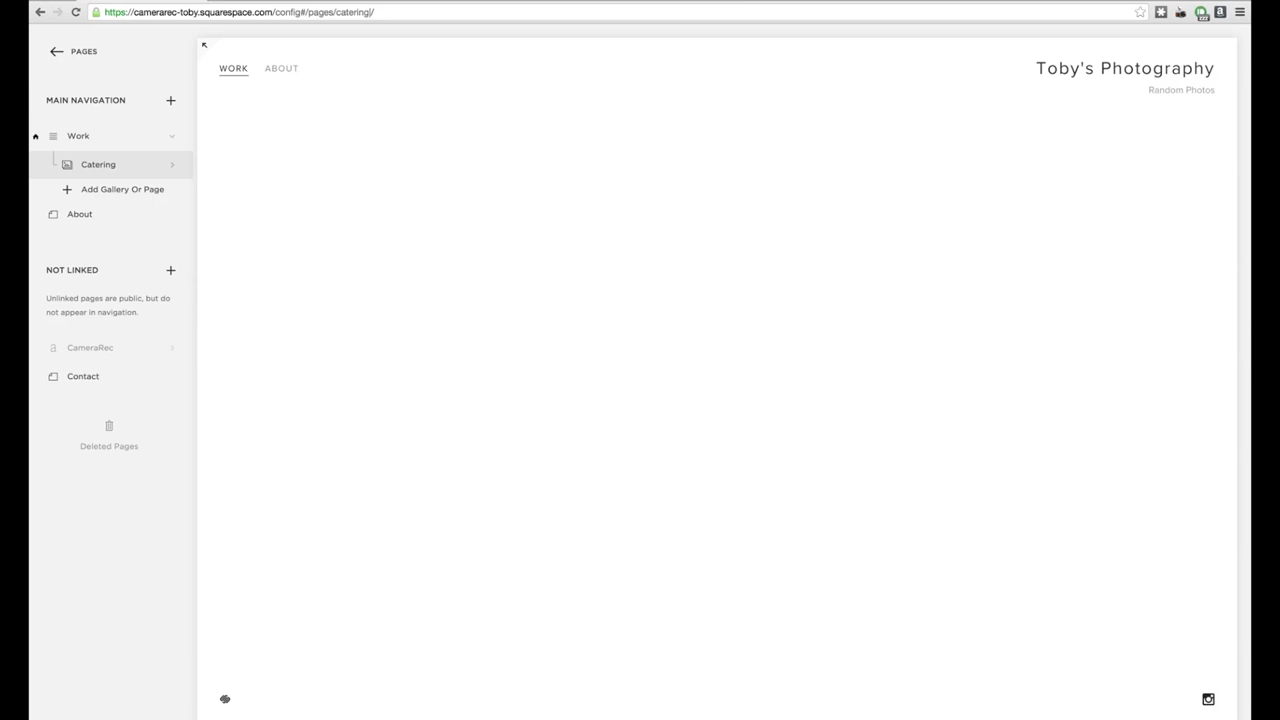 https://camerarec-toby.squarespace.com/config#/pages/catering|/
PAGES
MAIN NAVIGATION
Work
Catering
Add Gallery Or Page
About
NOT LINKED
Unlinked pages are public, but do
not appear in navigation.
CameraRec
Contact
Deleted Pages
WORK ABOUT
Toby's Photography
Random Photos